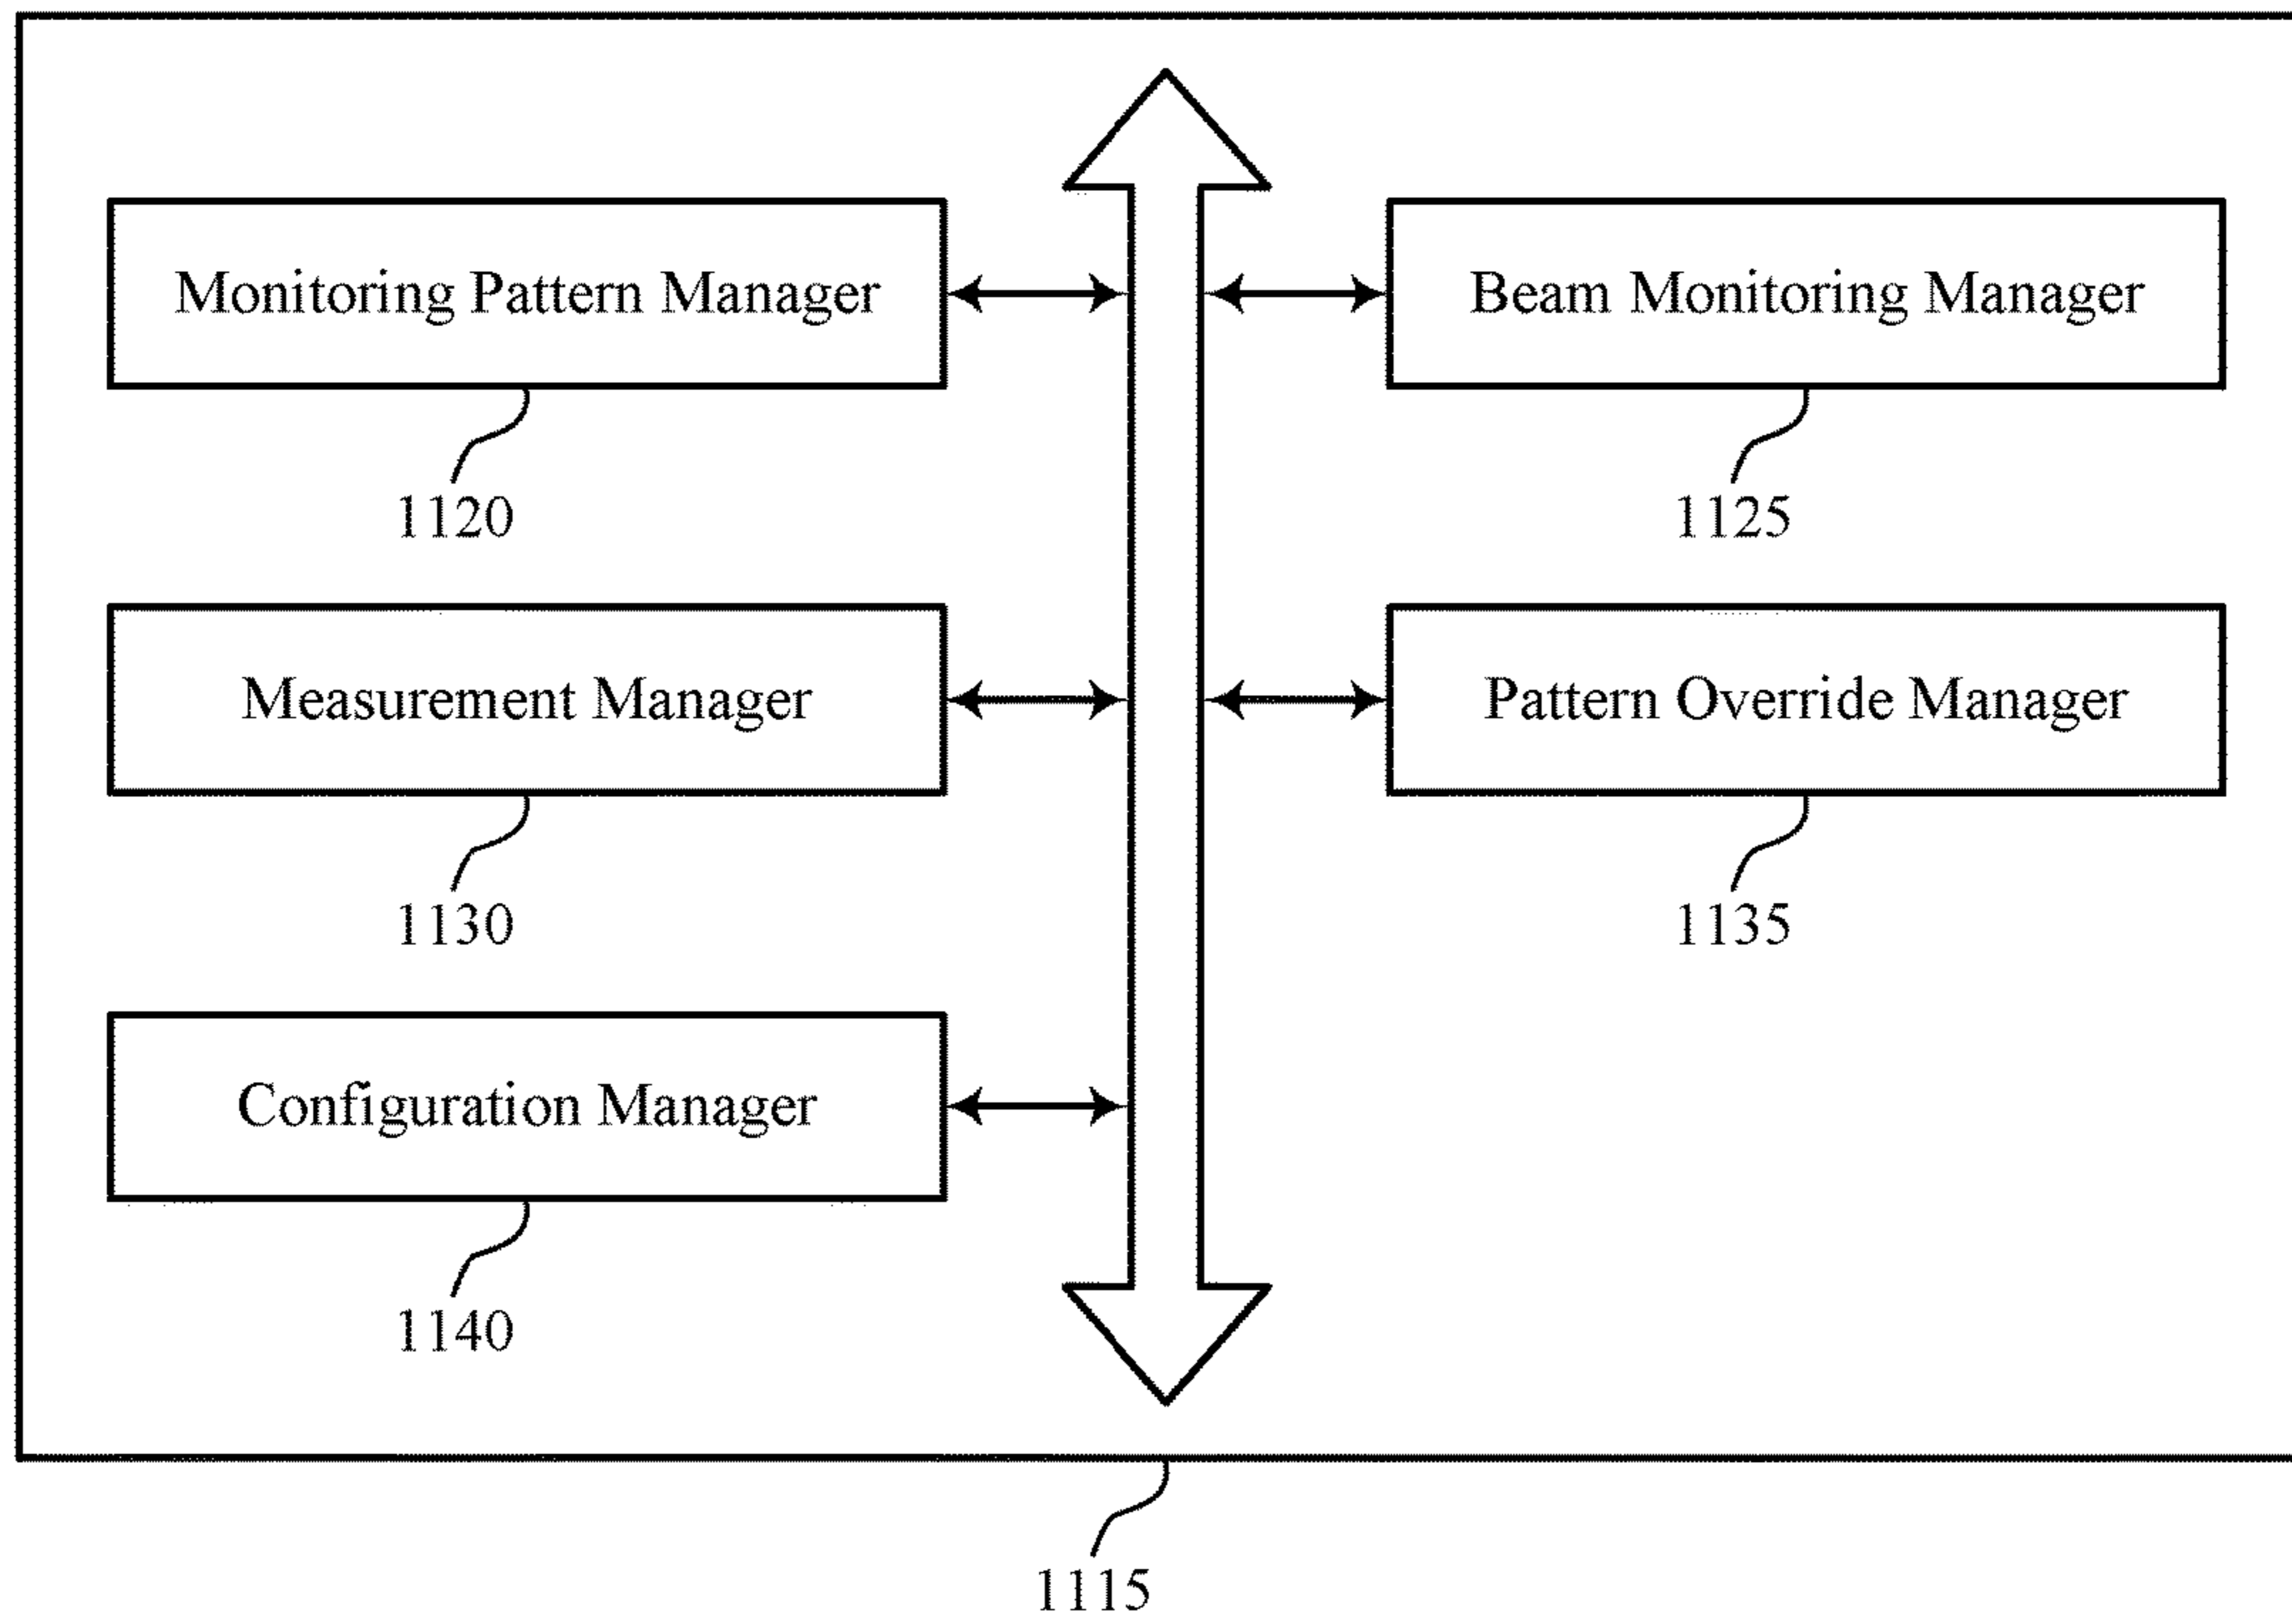 Monitoring Pattern Manager
1120
Beam Monitoring Manager
1125
Measurement Manager
1130
Pattern Override Manager
1135
Configuration Manager
1140
1115